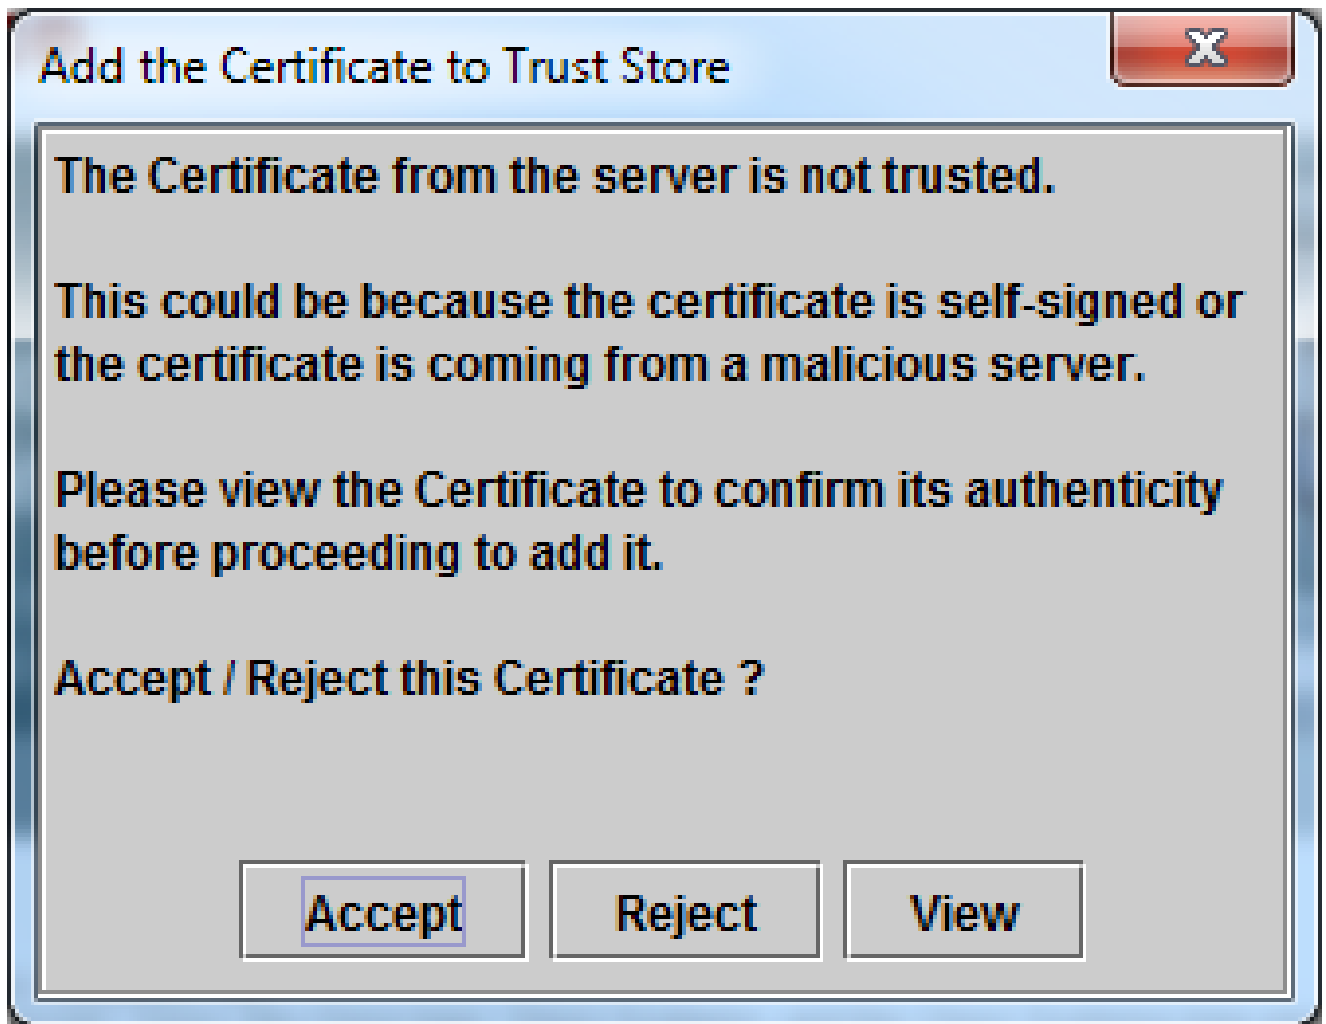 Add the Certificate to Trust Store
The Certificate from the server is not trusted.
This could be because the certificate is self-signed or
the certificate is coming from a malicious server.
Please view the Certificate to confirm its authenticity
before proceeding to add it.
Accept / Reject this Certificate ?
Accept Reject View